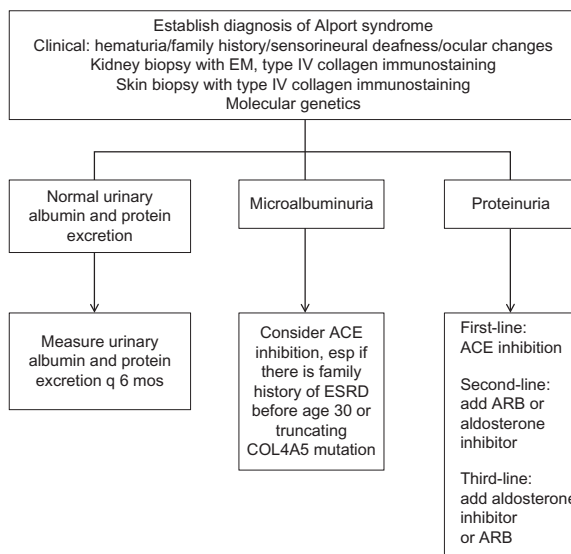 Establish diagnosis of Alport syndrome
Clinical: hematuria/family history/sensorineural deafness/ocular changes
Kidney biopsy with EM, type IV collagen immunostaining
Skin biopsy with type IV collagen immunostaining
Molecular genetics
Normal urinary
albumin and protein
excretion
Microalbuminuria
Proteinuria
Measure urinary
albumin and protein
excretion q 6 mos
Consider ACE
inhibition, esp if
there is family
history of ESRD
before age 30 or
truncating
COL4A5 mutation
First-line:
ACE inhibition
Second-line:
add ARB or
aldosterone
inhibitor
Third-line:
add aldosterone
inhibitor
or ARB